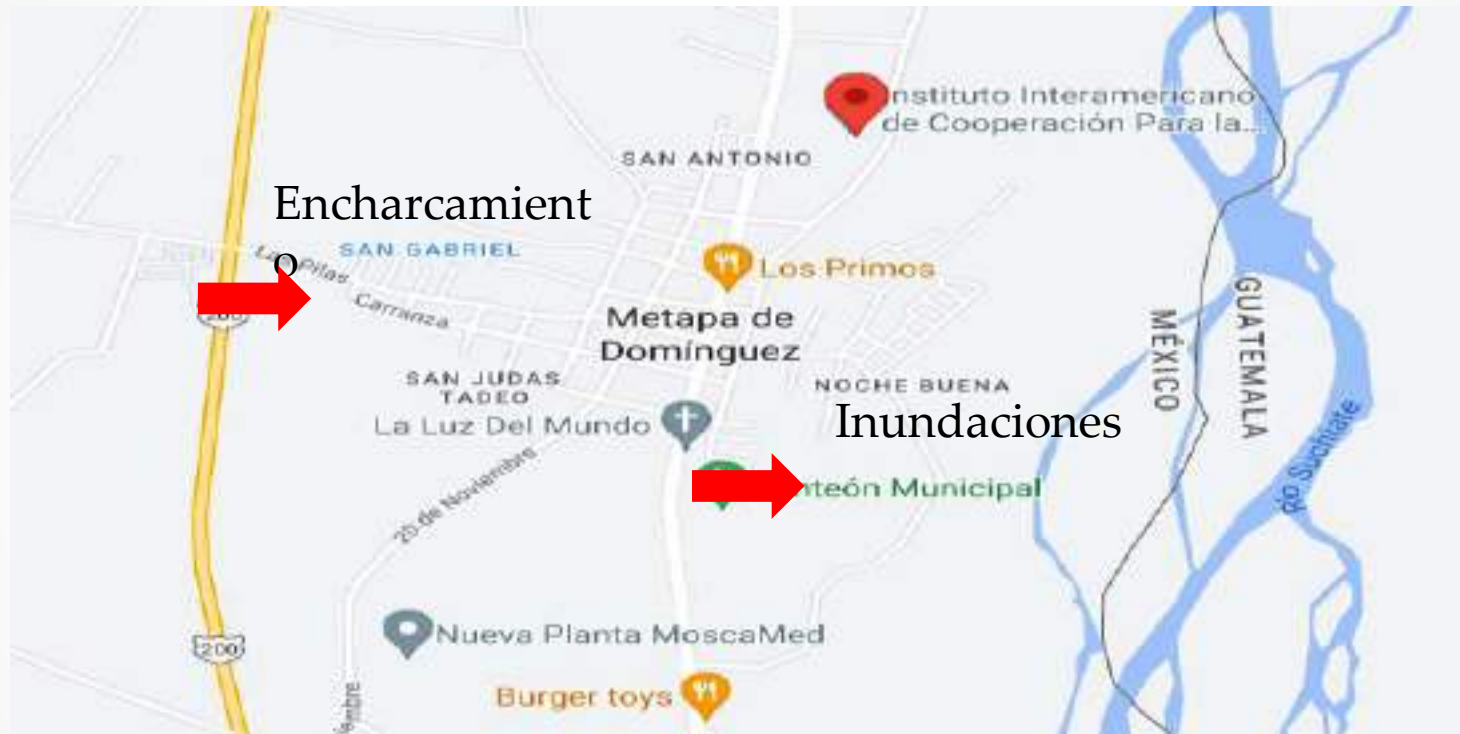 nstituto Interamericano
de Cooperación Para la...
SAN ANTONIO
Encharcamient
o
SAN GABRIEL
Las Pilas
Carranza
200
Los Primos
Metapa de
Domínguez
GUATEMALA
MÉXICO
SAN JUDAS
TADEO
NOCHE BUENA
La Luz Del Mundo
Inundaciones
Río Suchiate
20 de Noviembre
nteón Municipal
200
Nueva Planta MoscaMed
Burger toys
iembre